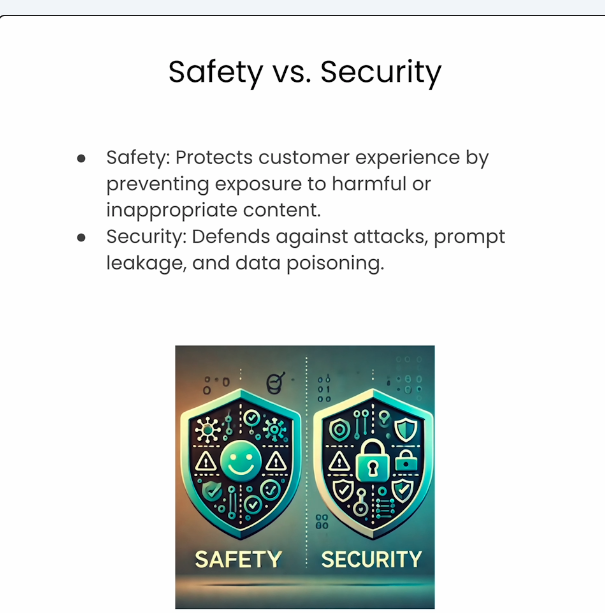 Safety vs. Security
● Safety: Protects customer experience by
preventing exposure to harmful or
inappropriate content.
● Security: Defends against attacks, prompt
leakage, and data poisoning.
SAFETY
SECURITY